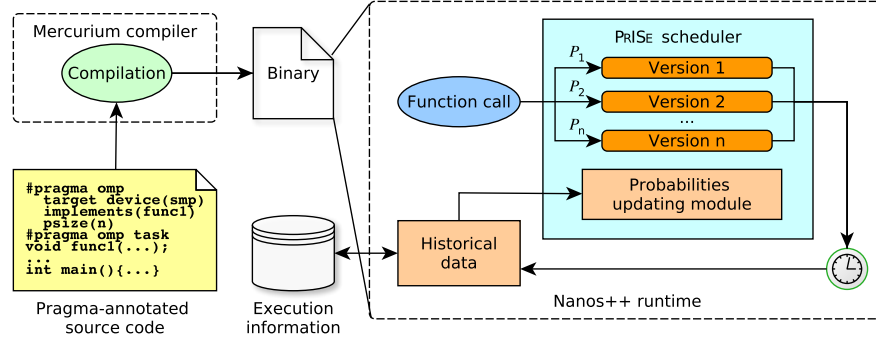 Mercurium compiler
Compilation
Binary
#pragma omp
target device(smp)
implements(func1)
psize(n)
#pragma omp task
void func1(...);
...
int main(){...}
Pragma-annotated
source code
Execution
information
PRISE scheduler
Function call
P1
Version 1
P2
Version 2
...
Pn
Version n
Probabilities
updating module
Historical
data
Nanos++ runtime